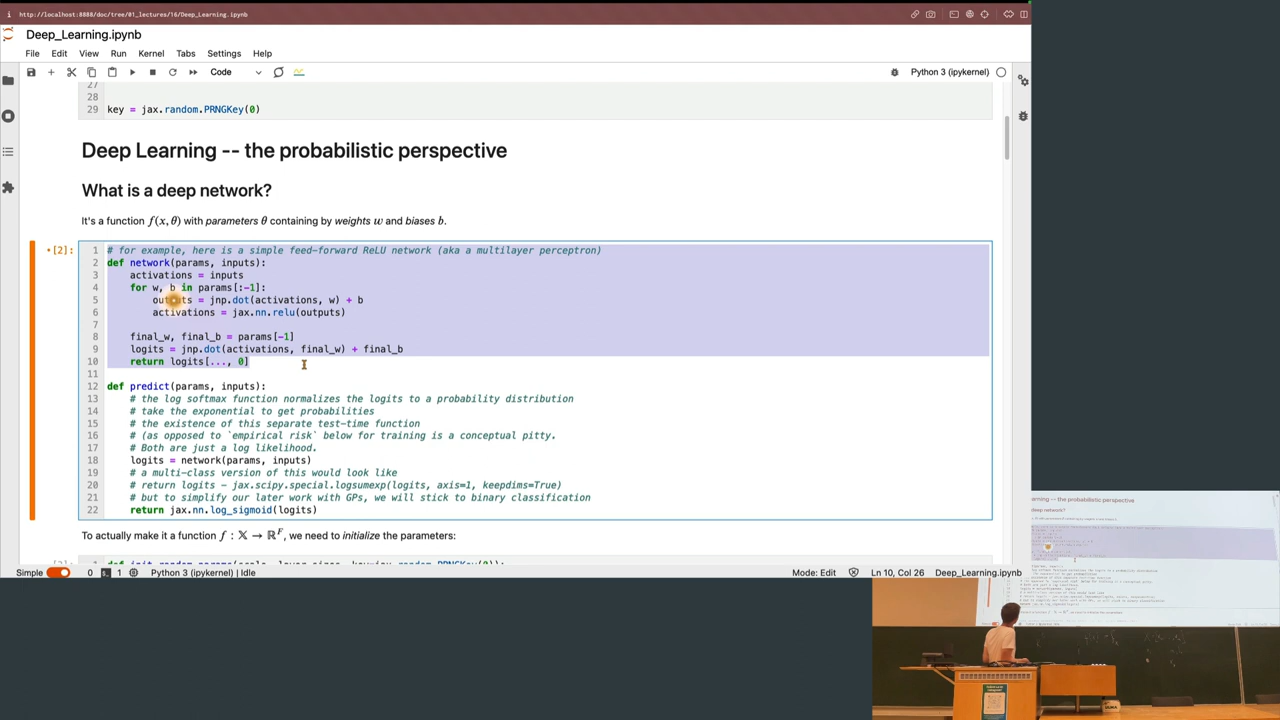 http://localhost:8888/doc/tree/01_lectures/16/Deep_Learning.ipynb
Deep_Learning.ipynb
File Edit View Run Kernel Tabs Settings Help
Code
Python 3 (ipykernel)
27
28
29 key = jax.random.PRNGKey(0)
Deep Learning -- the probabilistic perspective
What is a deep network?
It's a function f(x, θ) with parameters θ containing by weights w and biases b.
[2]:
1 # for example, here is a simple feed-forward ReLU network (aka a multilayer perceptron)
2 def network(params, inputs):
3 activations = inputs
4 for w, b in params[:-1]:
5 outputs = jnp.dot(activations, w) + b
6 activations = jax.nn.relu(outputs)
7
8 final_w, final_b = params[-1]
9 logits = jnp.dot(activations, final_w) + final_b
10 return logits[..., 0]
11
12 def predict(params, inputs):
13 # the log softmax function normalizes the logits to a probability distribution
14 # take the exponential to get probabilities
15 # the existence of this separate test-time function
16 # (as opposed to `empirical risk` below for training is a conceptual pitty.
17 # Both are just a log likelihood.
18 logits = network(params, inputs)
19 # a multi-class version of this would look like
20 # return logits - jax.scipy.special.logsumexp(logits, axis=1, keepdims=True)
21 # but to simplify our later work with GPs, we will stick to binary classification
22 return jax.nn.log_sigmoid(logits)
To actually make it a function f : 𝕏 → ℝ^F, we need to initialize the parameters:
Simple 0 1 Python 3 (ipykernel) | Idle
Mode: Edit Ln 10, Col 26 Deep_Learning.ipynb